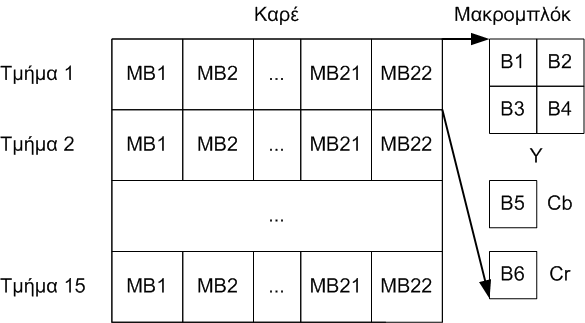 Καρέ Μακρομπλόκ
Τμήμα 1 MB1 MB2 ... MB21 MB22 B1 B2
B3 B4
Τμήμα 2 MB1 MB2 ... MB21 MB22
Y
... B5 Cb
Τμήμα 15 MB1 MB2 ... MB21 MB22 B6 Cr